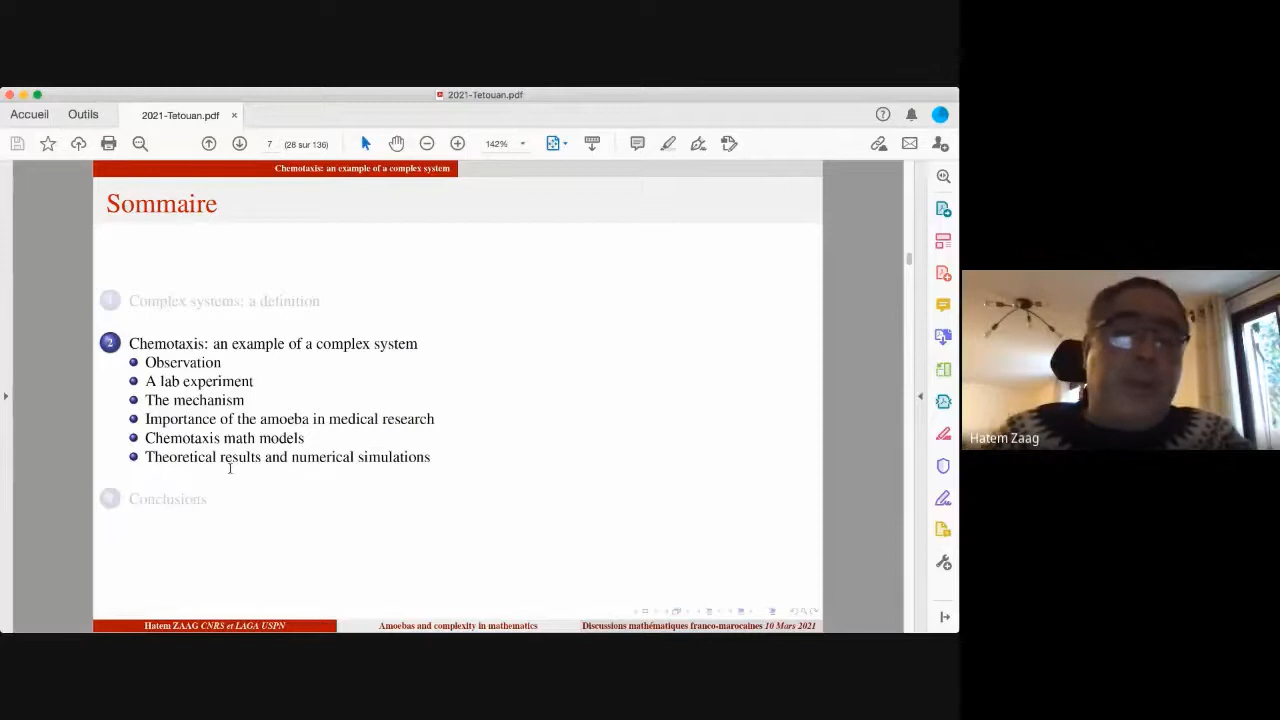 2021-Tetouan.pdf
Accueil Outils 2021-Tetouan.pdf ×
7 (28 sur 136) 142%
Chemotaxis: an example of a complex system
Sommaire
1 Complex systems: a definition
2 Chemotaxis: an example of a complex system
Observation
A lab experiment
The mechanism
Importance of the amoeba in medical research
Chemotaxis math models
Theoretical results and numerical simulations
Conclusions
Hatem ZAAG CNRS et LAGA USPN Amoebas and complexity in mathematics Discussions mathématiques franco-marocaines 10 Mars 2021
Hatem Zaag